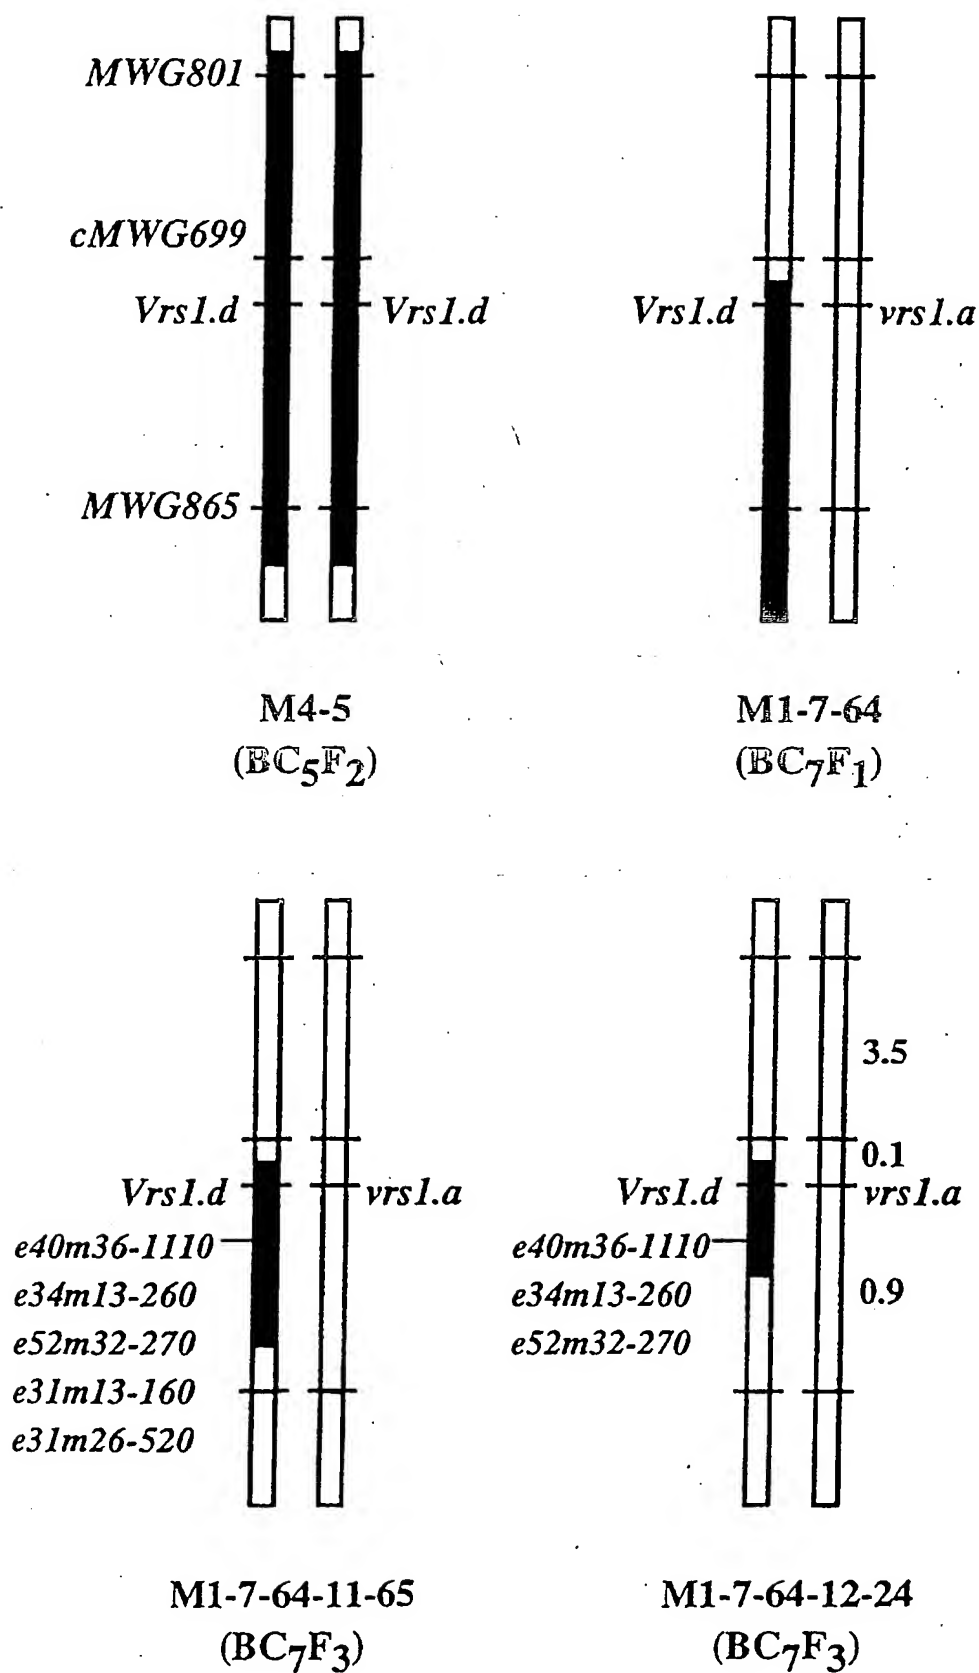 MWG801
cMWG699
Vrs1.d Vrs1.d
MWG865
M4-5
(BC5F2)
Vrs1.d vrs1.a
M1-7-64
(BC7F1)
Vrs1.d vrs1.a
e40m36-1110
e34m13-260
e52m32-270
e31m13-160
e31m26-520
M1-7-64-11-65
(BC7F3)
3.5
0.1
Vrs1.d vrs1.a
e40m36-1110
e34m13-260
0.9
e52m32-270
M1-7-64-12-24
(BC7F3)